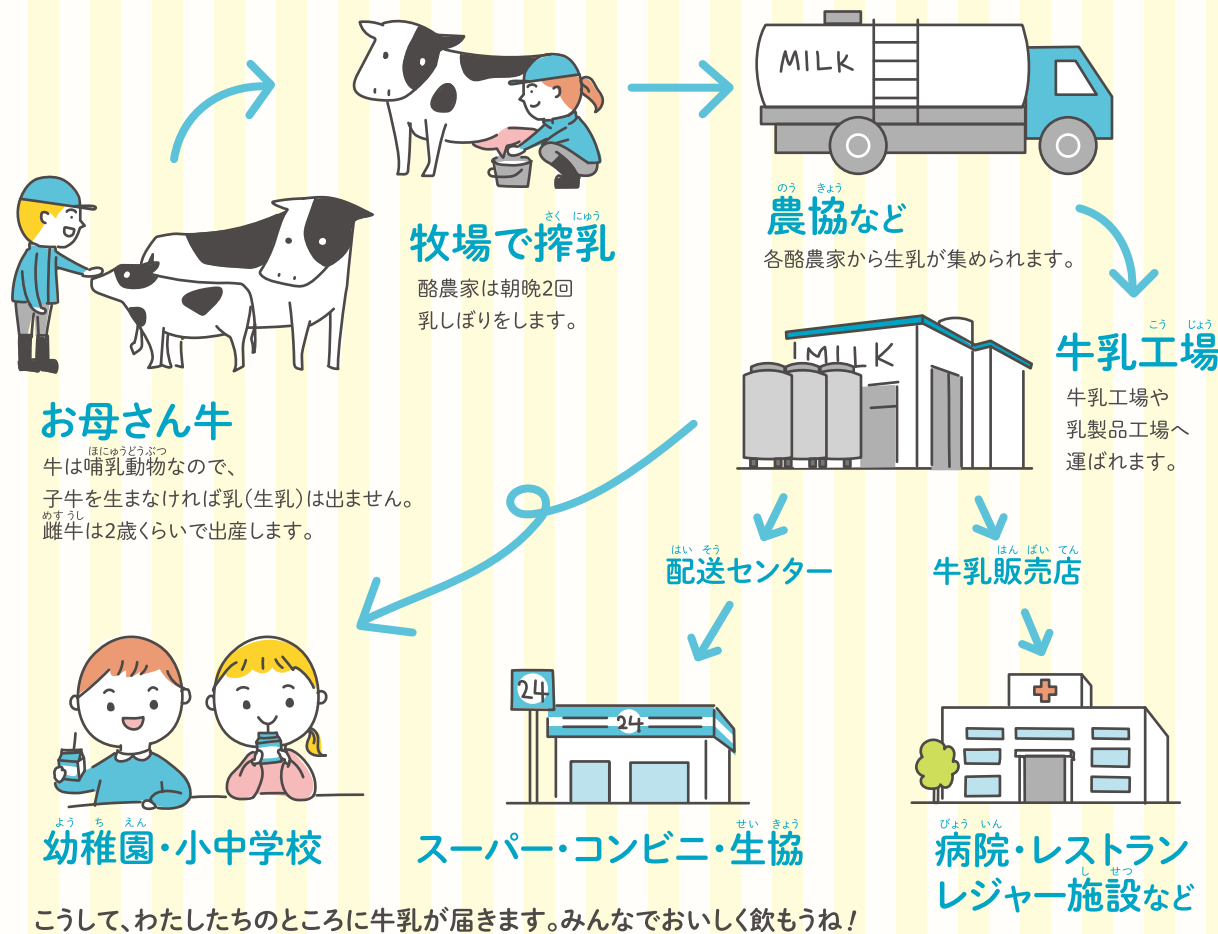 MILK
さくにゅう
牧場で搾乳
酪農家は朝晩2回
乳しぼりをします。
のうきょう
農協など
各酪農家から生乳が集められます。
お母さん牛
ほにゅうどうぶつ
牛は哺乳動物なので、
子牛を生まなければ乳(生乳)は出ません。
めすうし
雌牛は2歳くらいで出産します。
MILK
こうじょう
牛乳工場
牛乳工場や
乳製品工場へ
運ばれます。
はいそう
配送センター
はんばいてん
牛乳販売店
24
24
ようちえん
幼稚園・小中学校
せいきょう
スーパー・コンビニ・生協
びょういん
病院・レストラン
しせつ
レジャー施設など
こうして、わたしたちのところに牛乳が届きます。みんなでおいしく飲もうね!